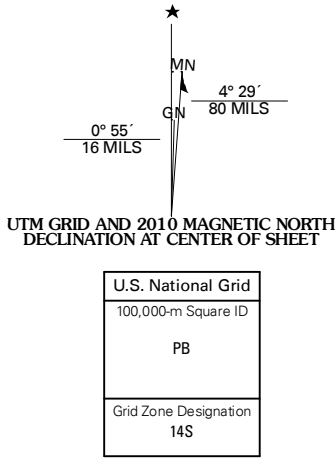 ★
MN
4° 29´
80 MILS
GN
0° 55´
16 MILS
UTM GRID AND 2010 MAGNETIC NORTH
DECLINATION AT CENTER OF SHEET
U.S. National Grid
100,000-m Square ID
PB
Grid Zone Designation
14S